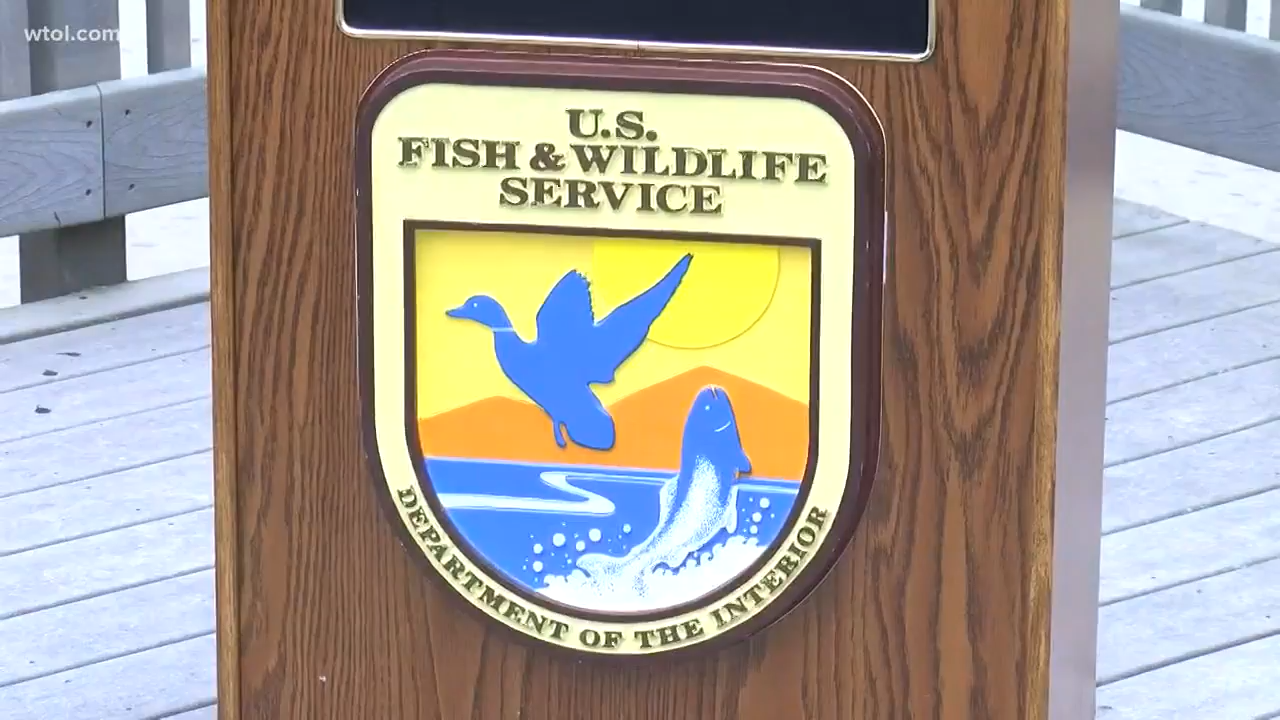 wtol.com
U.S.
FISH & WILDLIFE
SERVICE
DEPARTMENT OF THE INTERIOR